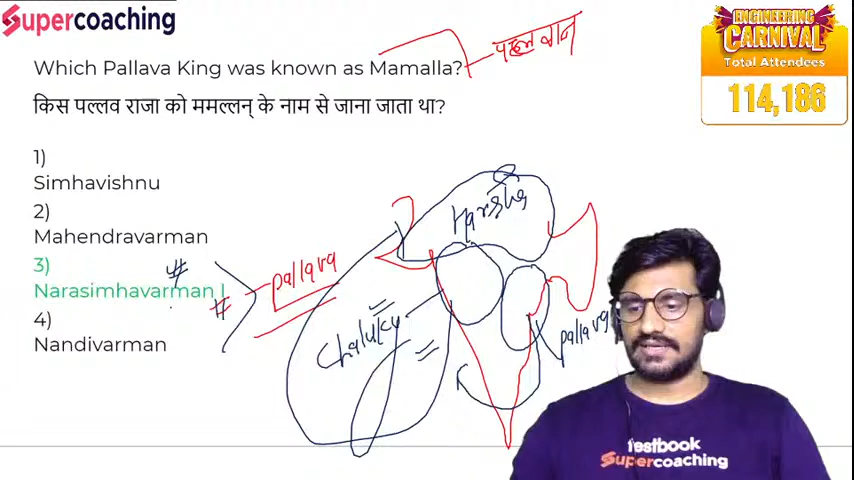 Supercoaching
ENGINEERING
CARNIVAL
Total Attendees
114,186
Which Pallava King was known as Mamalla?
पहलवान
किस पल्लव राजा को ममल्लन् के नाम से जाना जाता था?
1)
Simhavishnu
2)
Mahendravarman
3)
Narasimhavarman I
4)
Nandivarman
# pallava
#
Harsha
Chalukya
pallava
Testbook
Supercoaching